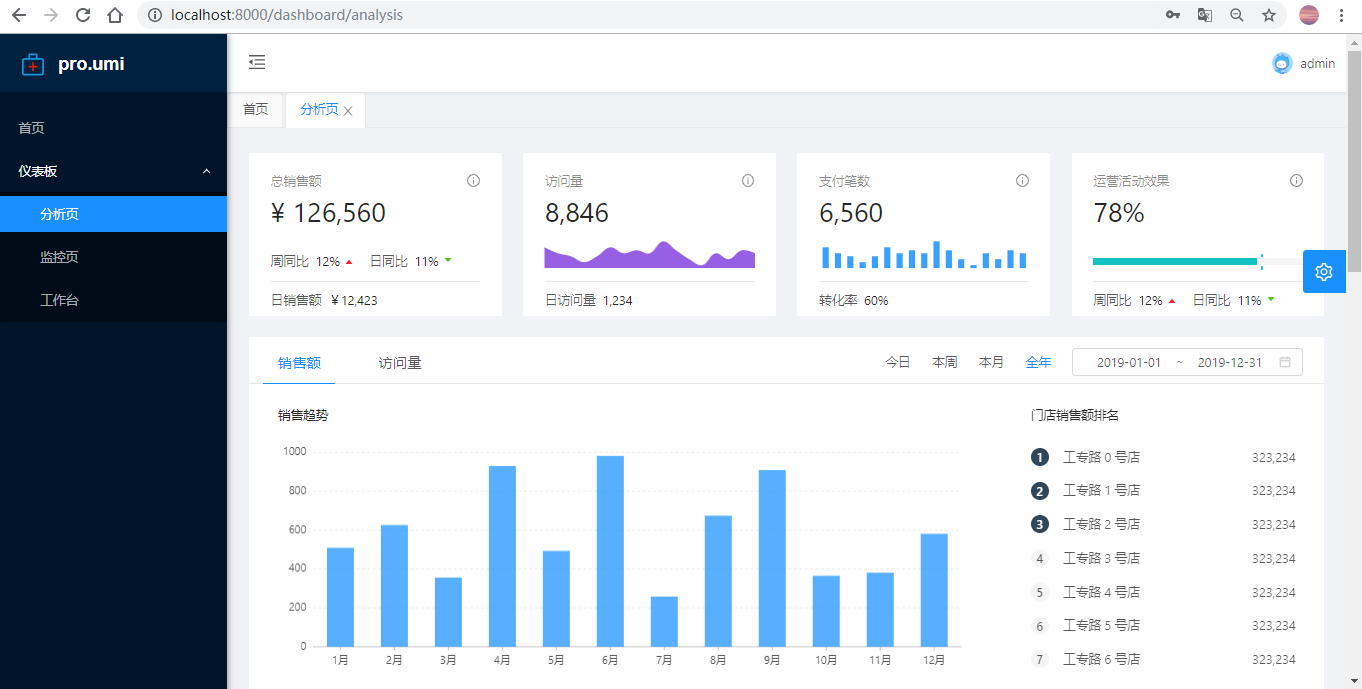 localhost:8000/dashboard/analysis
pro.umi
admin
首页
仪表板
分析页
监控页
工作台
首页 分析页
总销售额
¥ 126,560
周同比 12% 日同比 11%
日销售额 ¥ 12,423
访问量
8,846
日访问量 1,234
支付笔数
6,560
转化率 60%
运营活动效果
78%
周同比 12% 日同比 11%
销售额 访问量 今日 本周 本月 全年 2019-01-01 ~ 2019-12-31
销售趋势
1000
800
600
400
200
0
1月 2月 3月 4月 5月 6月 7月 8月 9月 10月 11月 12月
门店销售额排名
1 工专路 0 号店 323,234
2 工专路 1 号店 323,234
3 工专路 2 号店 323,234
4 工专路 3 号店 323,234
5 工专路 4 号店 323,234
6 工专路 5 号店 323,234
7 工专路 6 号店 323,234